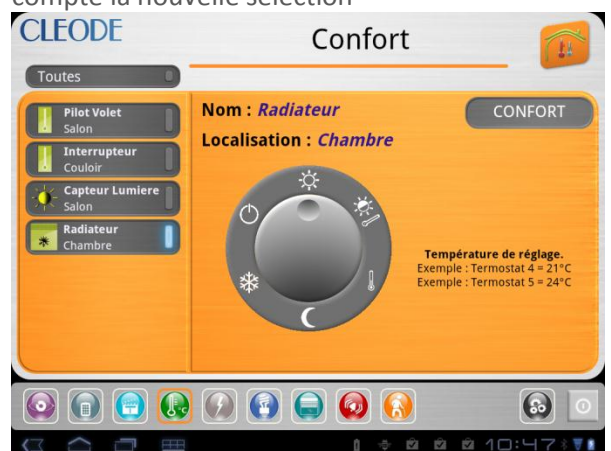 compte la nouvelle sélection
CLEODE
Confort
Toutes
Pilot Volet
Salon
Interrupteur
Couloir
Capteur Lumiere
Salon
Radiateur
Chambre
Nom : Radiateur
CONFORT
Localisation : Chambre
Température de réglage.
Exemple : Termostat 4 = 21°C
Exemple : Termostat 5 = 24°C
°C
10:47